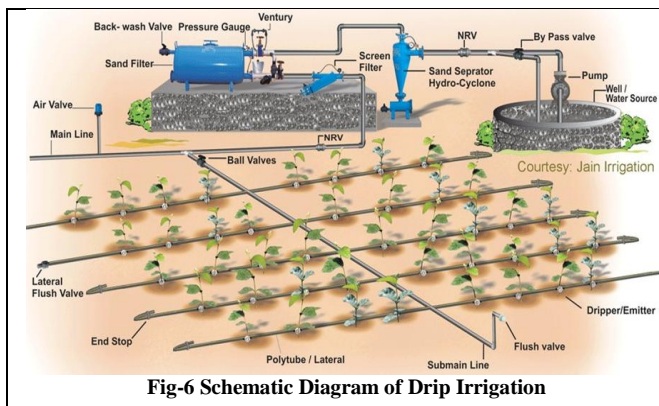 Ventury
Back- wash Valve
Pressure Gauge
Screen
Filter
NRV
By Pass valve
Sand Filter
Sand Seprator
Hydro-Cyclone
Pump
Well /
Water Source
Air Valve
Main Line
NRV
Ball Valves
Courtesy: Jain Irrigation
Lateral
Flush Valve
Dripper/Emitter
End Stop
Flush valve
Polytube / Lateral
Submain Line
Fig-6 Schematic Diagram of Drip Irrigation